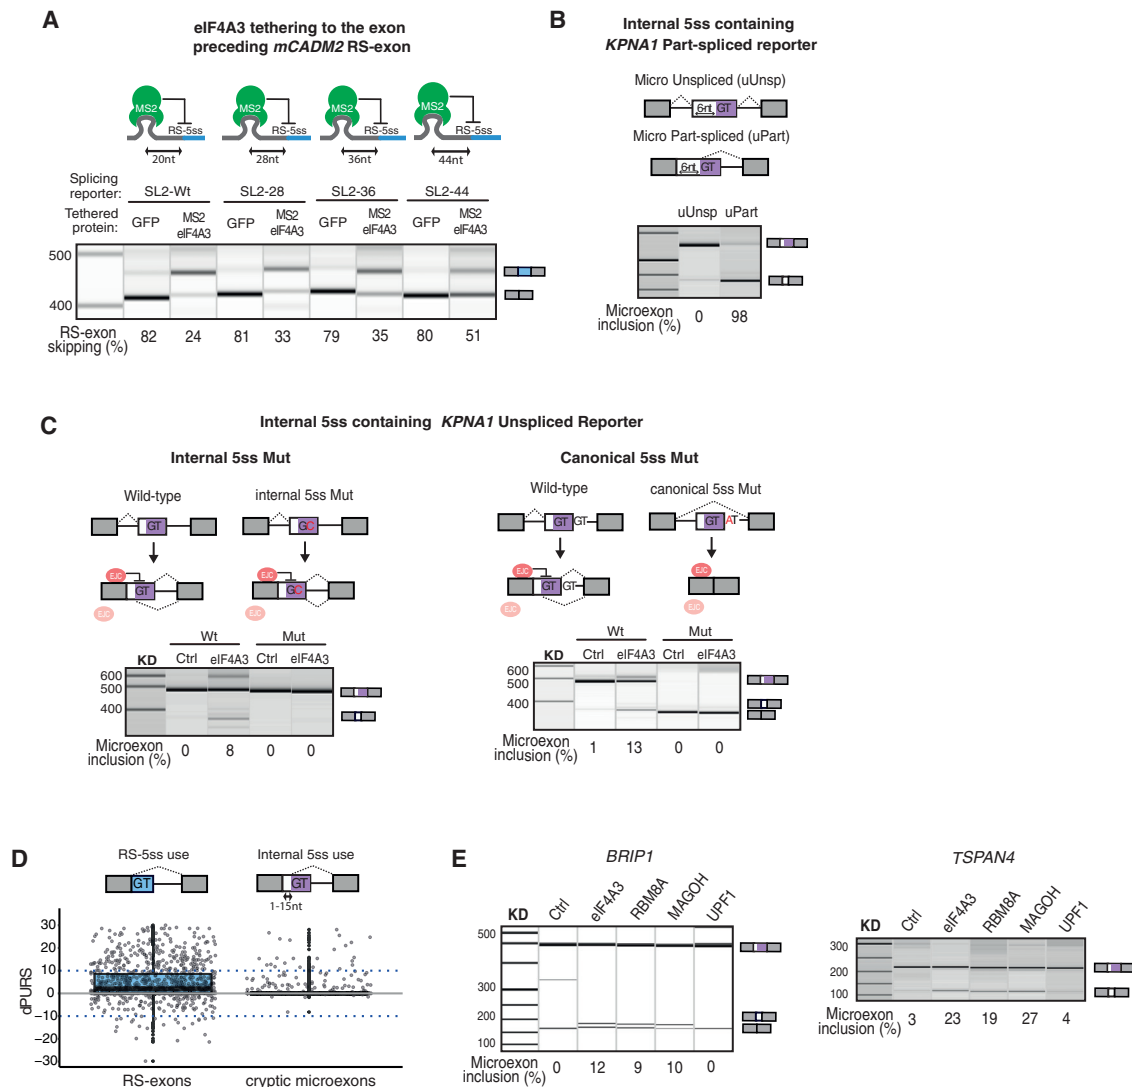 A
eIF4A3 tethering to the exon
preceding mCADM2 RS-exon
MS2 MS2 MS2 MS2
RS-5ss RS-5ss RS-5ss RS-5ss
20nt 28nt 36nt 44nt
Splicing
reporter:
SL2-Wt SL2-28 SL2-36 SL2-44
Tethered
protein:
GFP MS2 eIF4A3 GFP MS2 eIF4A3 GFP MS2 eIF4A3 GFP MS2 eIF4A3
500
400
RS-exon
skipping (%)
82 24 81 33 79 35 80 51
B
Internal 5ss containing
KPNA1 Part-spliced reporter
Micro Unspliced (uUnsp)
6nt GT
Micro Part-spliced (uPart)
6nt GT
uUnsp uPart
Microexon
inclusion (%)
0 98
C
Internal 5ss containing KPNA1 Unspliced Reporter
Internal 5ss Mut
Wild-type internal 5ss Mut
GT GC
EJC EJC
GT GC
EJC EJC
Wt Mut
KD Ctrl eIF4A3 Ctrl eIF4A3
600
500
400
Microexon
inclusion (%)
0 8 0 0
Canonical 5ss Mut
Wild-type canonical 5ss Mut
GT GT GT AT
EJC EJC
GT GT
EJC EJC
Wt Mut
KD Ctrl eIF4A3 Ctrl eIF4A3
600
500
400
Microexon
inclusion (%)
1 13 0 0
D
RS-5ss use Internal 5ss use
GT GT
1-15nt
dPURS
30
20
10
0
−10
−20
−30
RS-exons cryptic microexons
E
BRIP1
KD Ctrl eIF4A3 RBM8A MAGOH UPF1
500
300
200
100
Microexon
inclusion (%)
0 12 9 10 0
TSPAN4
KD Ctrl eIF4A3 RBM8A MAGOH UPF1
300
200
100
Microexon
inclusion (%)
3 23 19 27 4